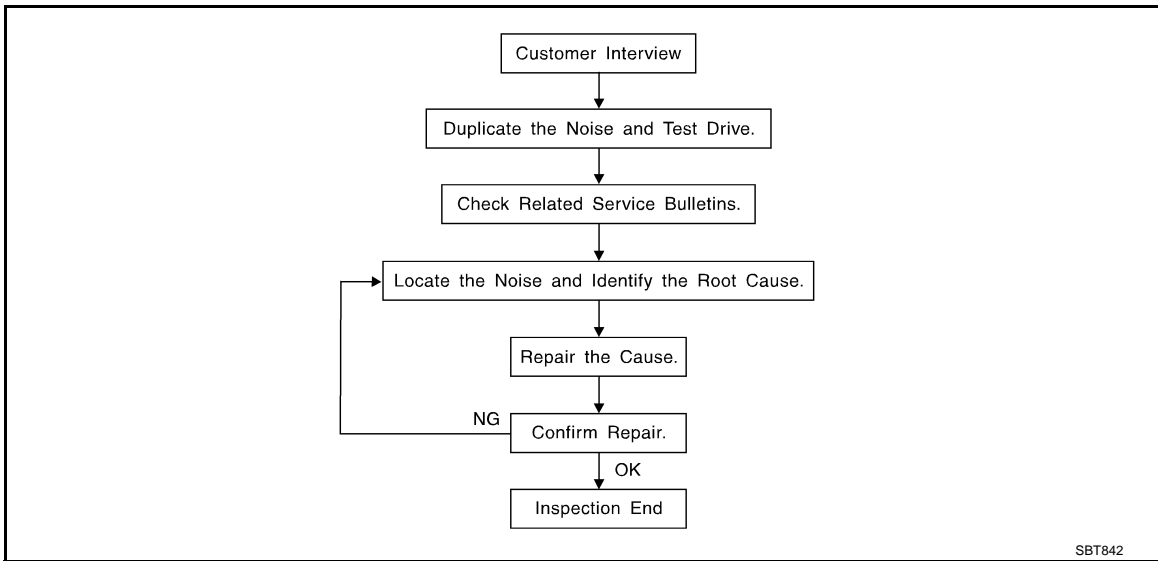 Customer Interview
Duplicate the Noise and Test Drive.
Check Related Service Bulletins.
Locate the Noise and Identify the Root Cause.
Repair the Cause.
NG
Confirm Repair.
OK
Inspection End
SBT842